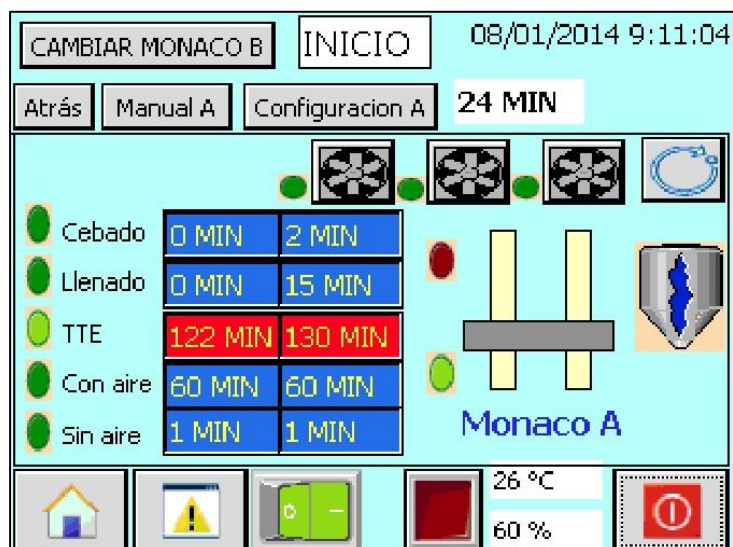 CAMBIAR MONACO B INICIO 08/01/2014 9:11:04
Atrás Manual A Configuracion A 24 MIN
Cebado 0 MIN 2 MIN
Llenado 0 MIN 15 MIN
TTE 122 MIN 130 MIN
Con aire 60 MIN 60 MIN
Sin aire 1 MIN 1 MIN
Monaco A
26 °C
60 %